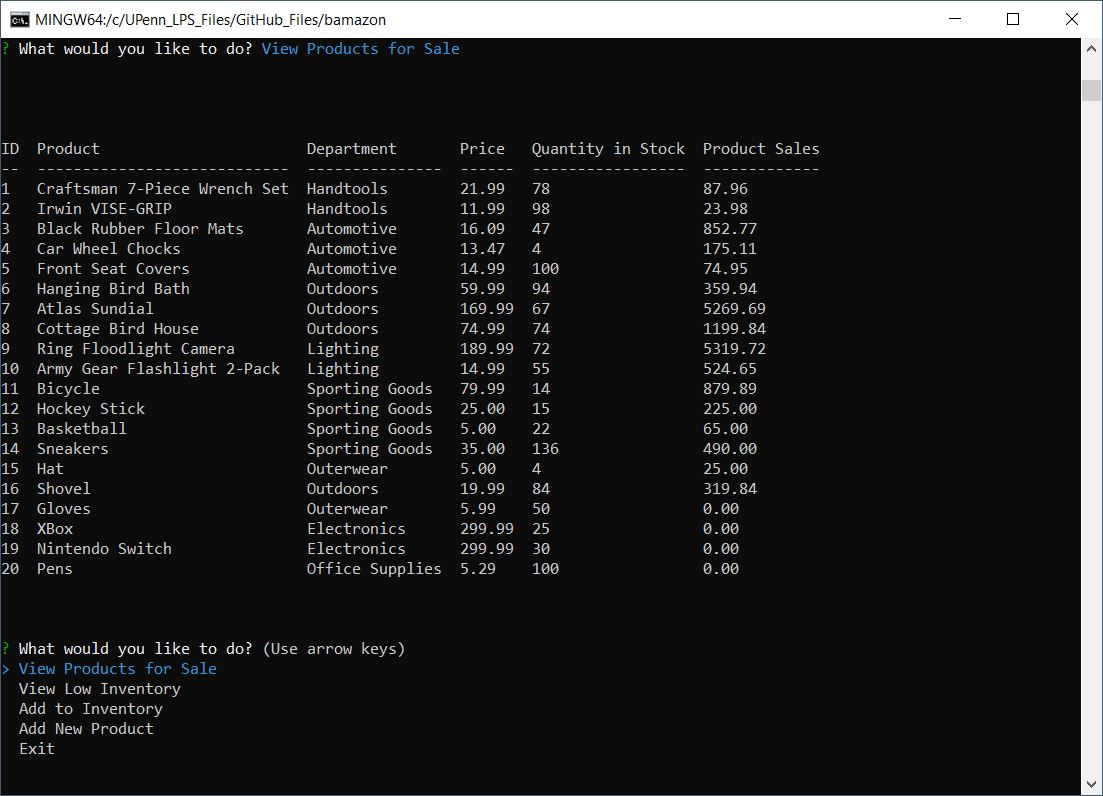 MINGW64:/c/UPenn_LPS_Files/GitHub_Files/bamazon
? What would you like to do? View Products for Sale
ID  Product                       Department       Price   Quantity in Stock  Product Sales
--  ----------------------------  ---------------  ------  -----------------  -------------
1   Craftsman 7-Piece Wrench Set  Handtools        21.99   78                 87.96
2   Irwin VISE-GRIP               Handtools        11.99   98                 23.98
3   Black Rubber Floor Mats       Automotive       16.09   47                 852.77
4   Car Wheel Chocks              Automotive       13.47   4                  175.11
5   Front Seat Covers             Automotive       14.99   100                74.95
6   Hanging Bird Bath             Outdoors         59.99   94                 359.94
7   Atlas Sundial                 Outdoors         169.99  67                 5269.69
8   Cottage Bird House            Outdoors         74.99   74                 1199.84
9   Ring Floodlight Camera        Lighting         189.99  72                 5319.72
10  Army Gear Flashlight 2-Pack   Lighting         14.99   55                 524.65
11  Bicycle                       Sporting Goods   79.99   14                 879.89
12  Hockey Stick                  Sporting Goods   25.00   15                 225.00
13  Basketball                    Sporting Goods   5.00    22                 65.00
14  Sneakers                      Sporting Goods   35.00   136                490.00
15  Hat                           Outerwear        5.00    4                  25.00
16  Shovel                        Outdoors         19.99   84                 319.84
17  Gloves                        Outerwear        5.99    50                 0.00
18  XBox                          Electronics      299.99  25                 0.00
19  Nintendo Switch               Electronics      299.99  30                 0.00
20  Pens                          Office Supplies  5.29    100                0.00
? What would you like to do? (Use arrow keys)
> View Products for Sale
View Low Inventory
Add to Inventory
Add New Product
Exit